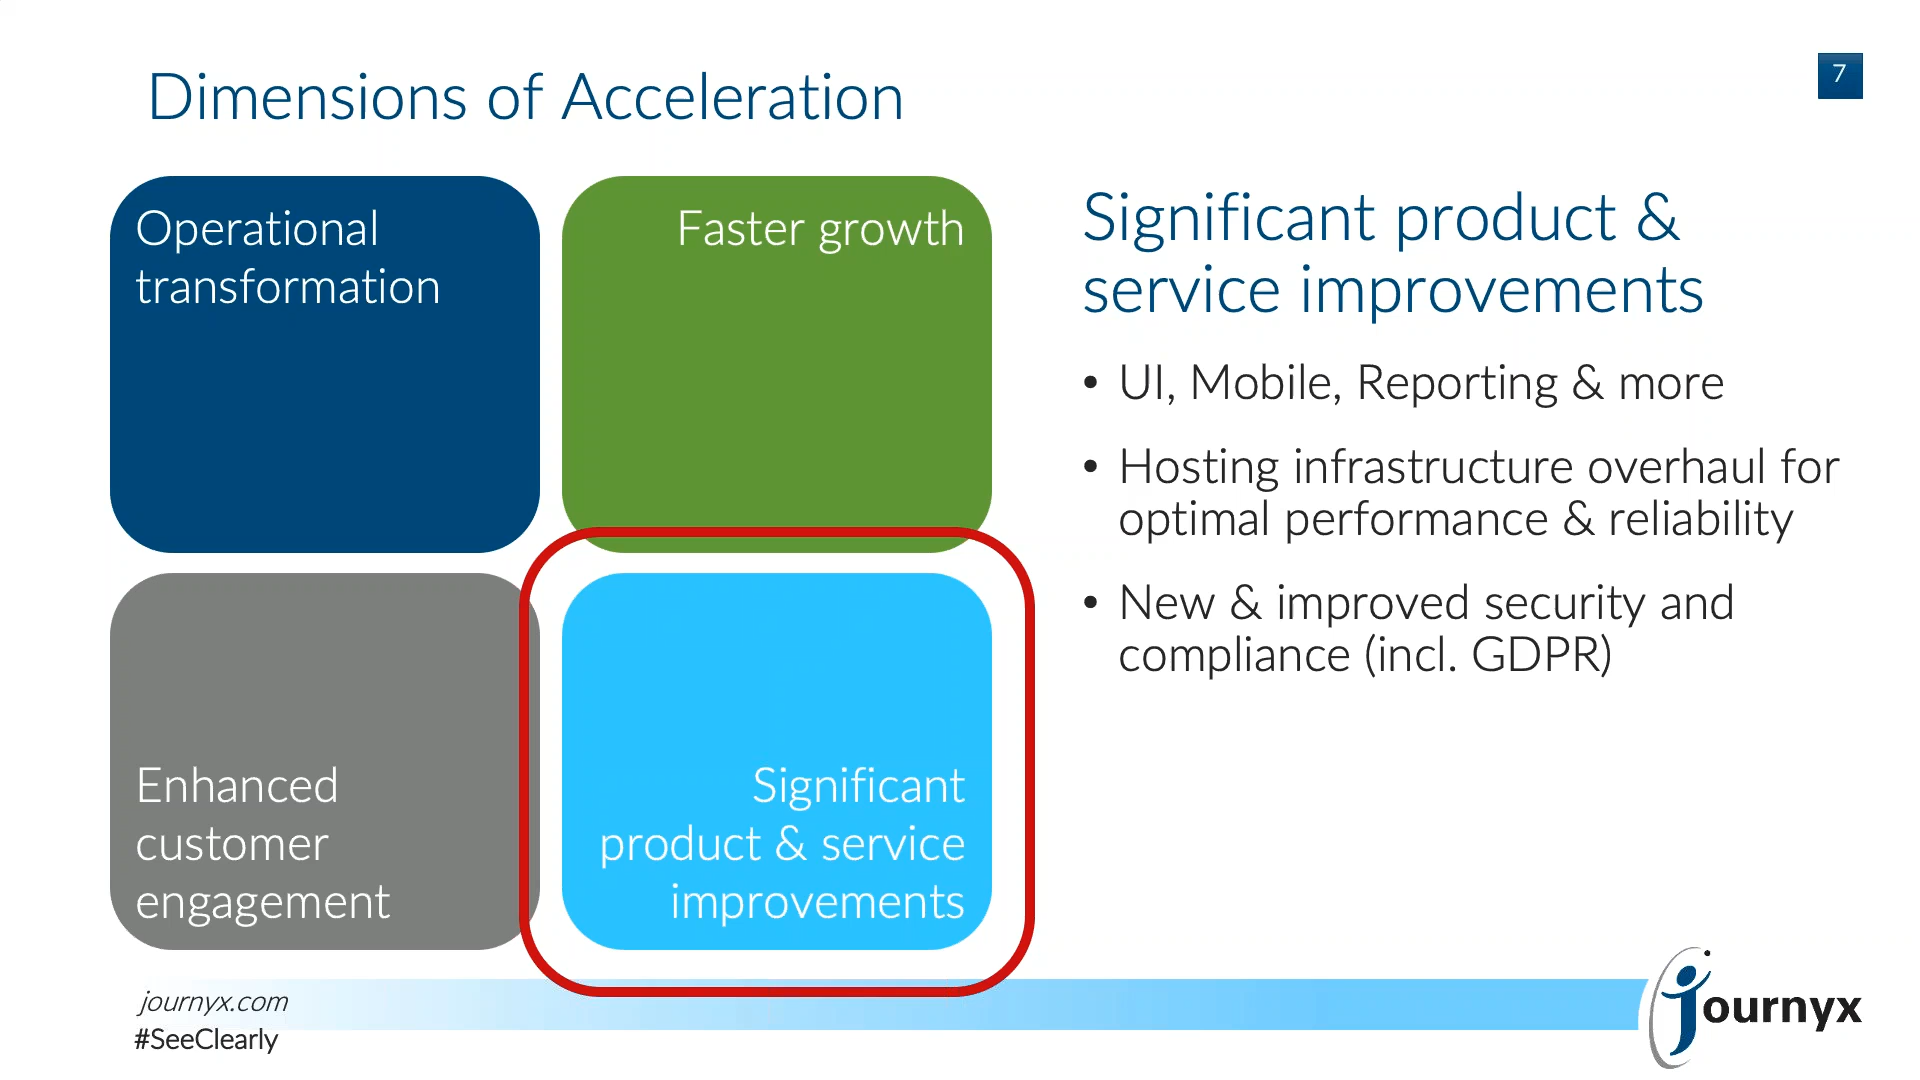 Dimensions of Acceleration
7
Operational
transformation
Faster growth
Enhanced
customer
engagement
Significant
product & service
improvements
Significant product &
service improvements
• UI, Mobile, Reporting & more
• Hosting infrastructure overhaul for
optimal performance & reliability
• New & improved security and
compliance (incl. GDPR)
journyx.com
#SeeClearly
journyx